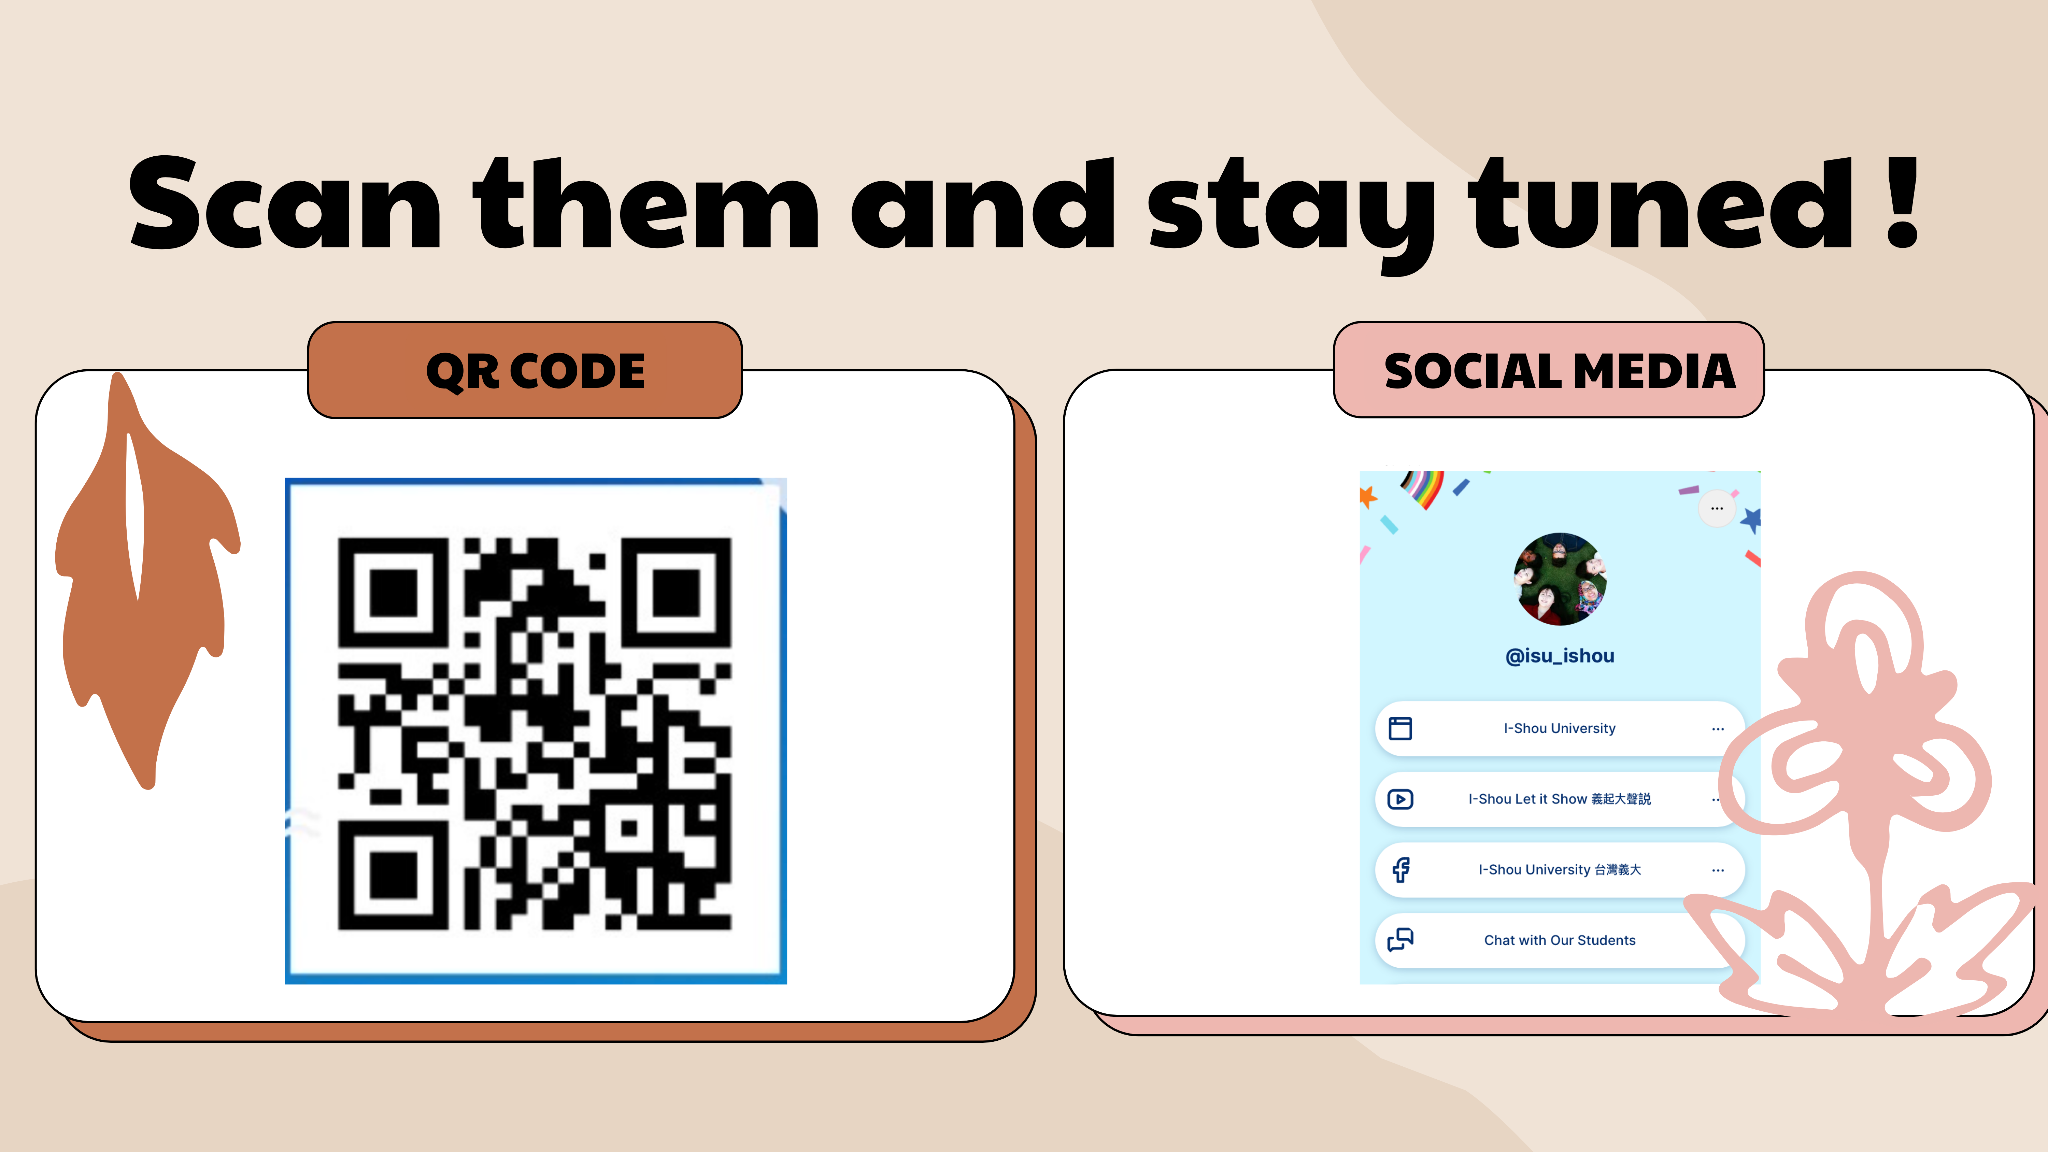 Scan them and stay tuned !
QR CODE
SOCIAL MEDIA
@isu_ishou
I-Shou University
I-Shou Let it Show 義起大聲説
I-Shou University 台灣義大
Chat with Our Students